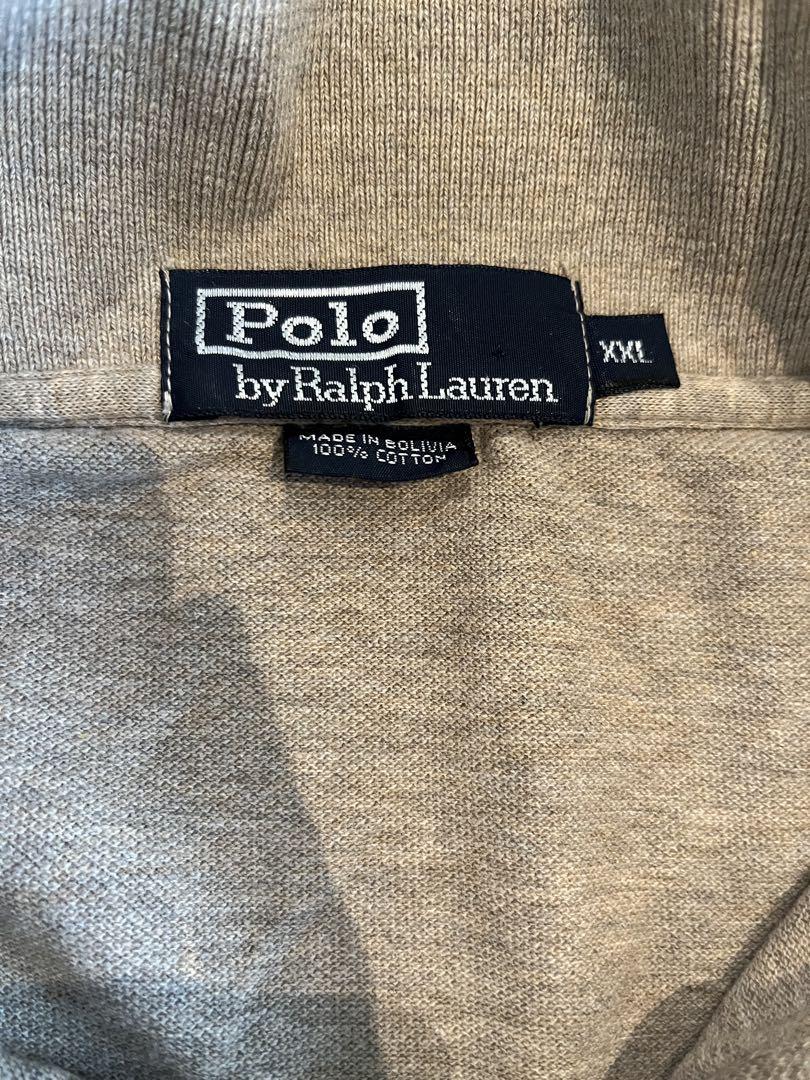 Polo
by Ralph Lauren
XXL
MADE IN BOLIVIA
100% COTTON